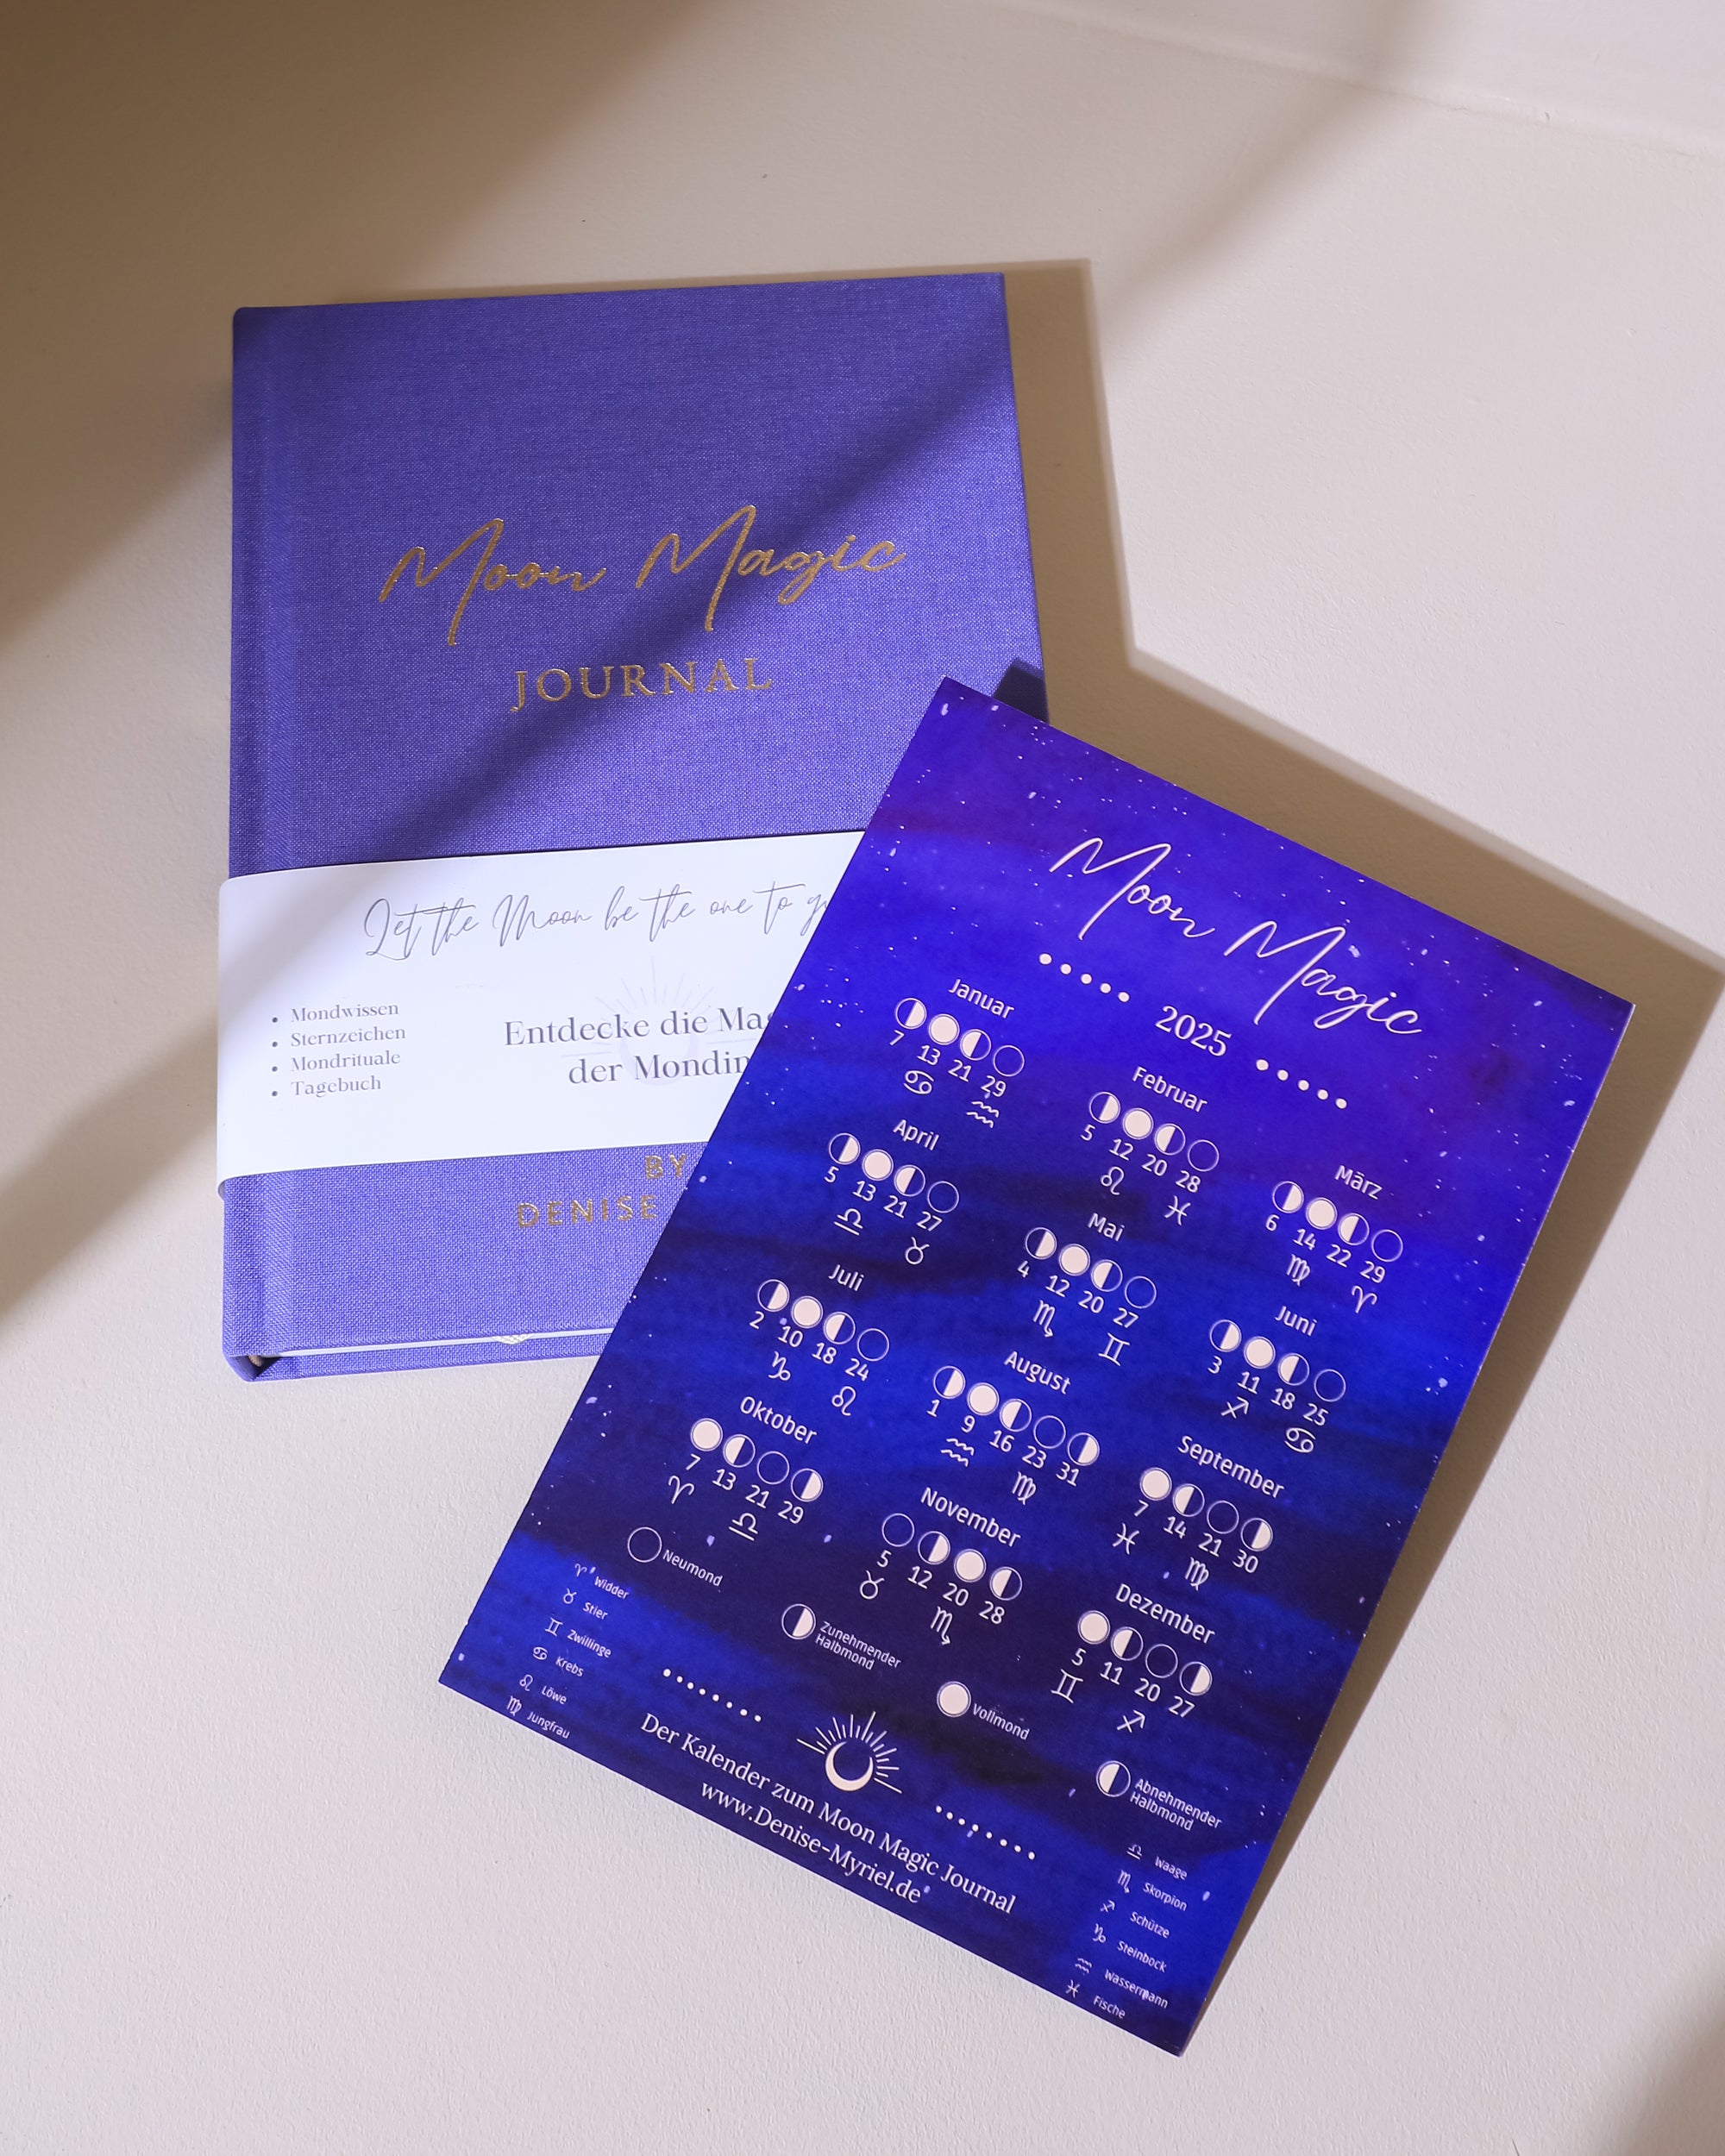 Moon Magic
JOURNAL
Let the Moon be the one to
• Mondwissen
• Sternzeichen
• Mondrituale
• Tagebuch
Entdecke die
der
BY
DENISE
Moon Magic
2025
Januar
7 13 21 29
♋ ♒
Februar
5 12 20 28
♌ ♓
März
6 14 22 29
♍ ♈
April
5 13 21 27
♎ ♉
Mai
4 12 20 27
♏ ♊
Juni
3 11 18 25
♐ ♋
Juli
2 10 18 24
♑ ♌
August
1 9 16 23 31
♒ ♍
September
7 14 21 30
♓ ♍
Oktober
7 13 21 29
♈ ♎
November
5 12 20 28
♉ ♏
Dezember
5 11 20 27
♊ ♐
Neumond
Zunehmender
Halbmond
Vollmond
Abnehmender
Halbmond
♈ Widder
♉ Stier
♊ Zwillinge
♋ Krebs
♌ Löwe
♍ Jungfrau
♎ Waage
♏ Skorpion
♐ Schütze
♑ Steinbock
♒ Wassermann
♓ Fische
Der Kalender zum Moon Magic Journal
www.Denise-Myriel.de